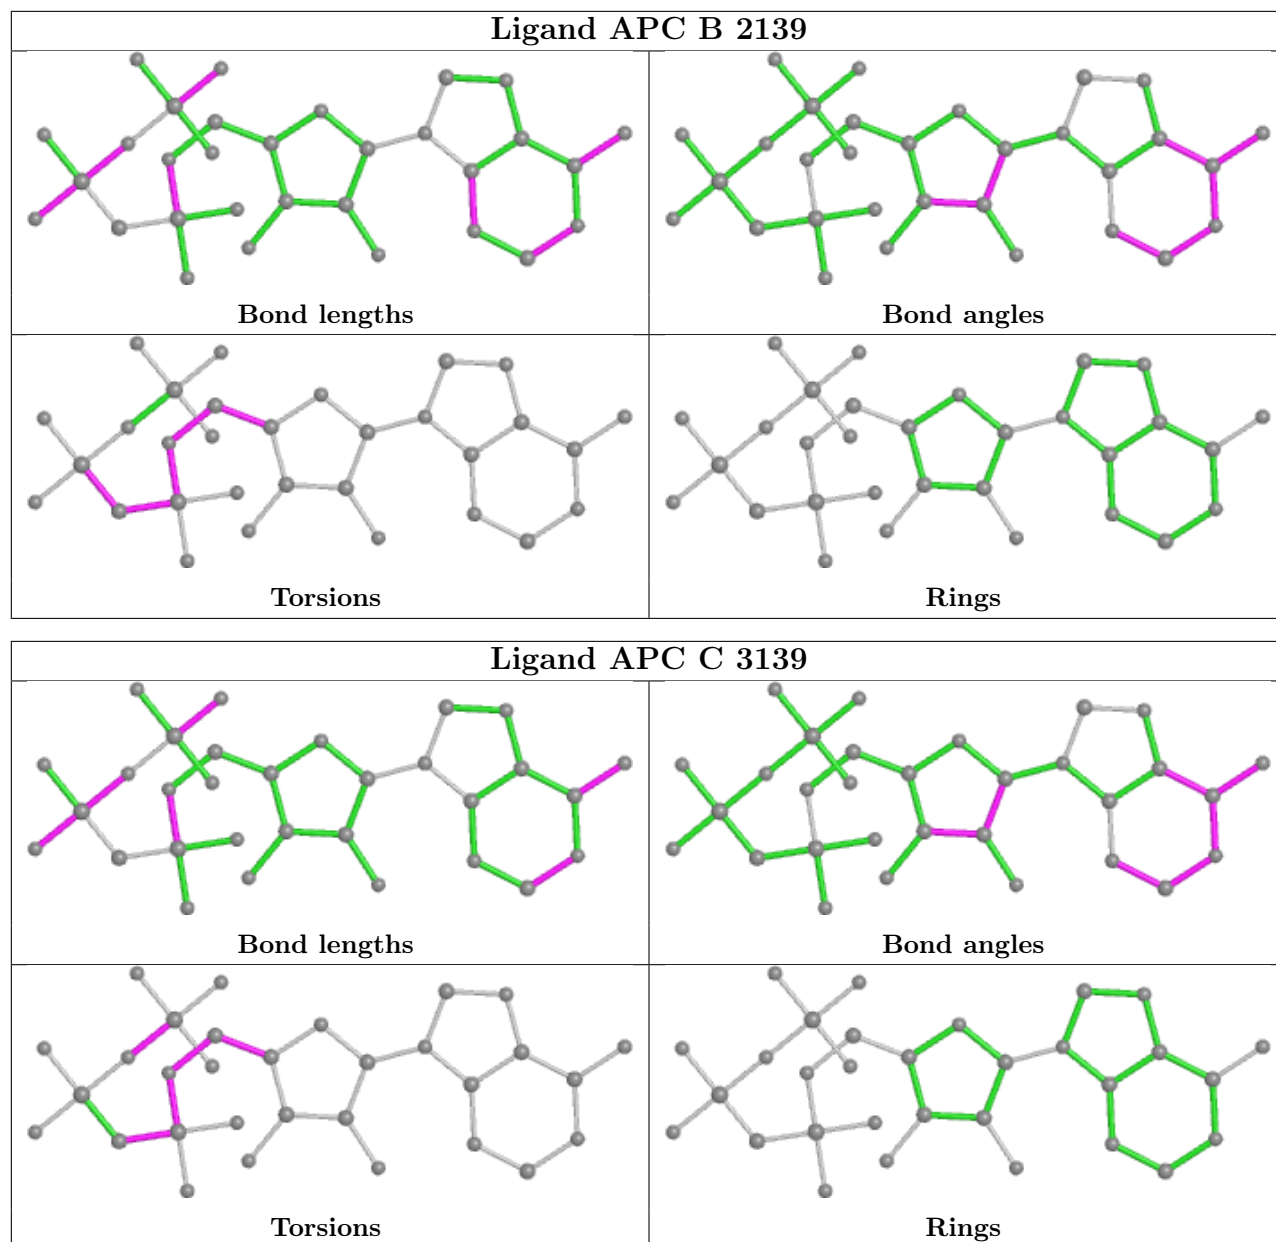 Ligand APC B 2139
Bond lengths
Bond angles
Torsions
Rings
Ligand APC C 3139
Bond lengths
Bond angles
Torsions
Rings